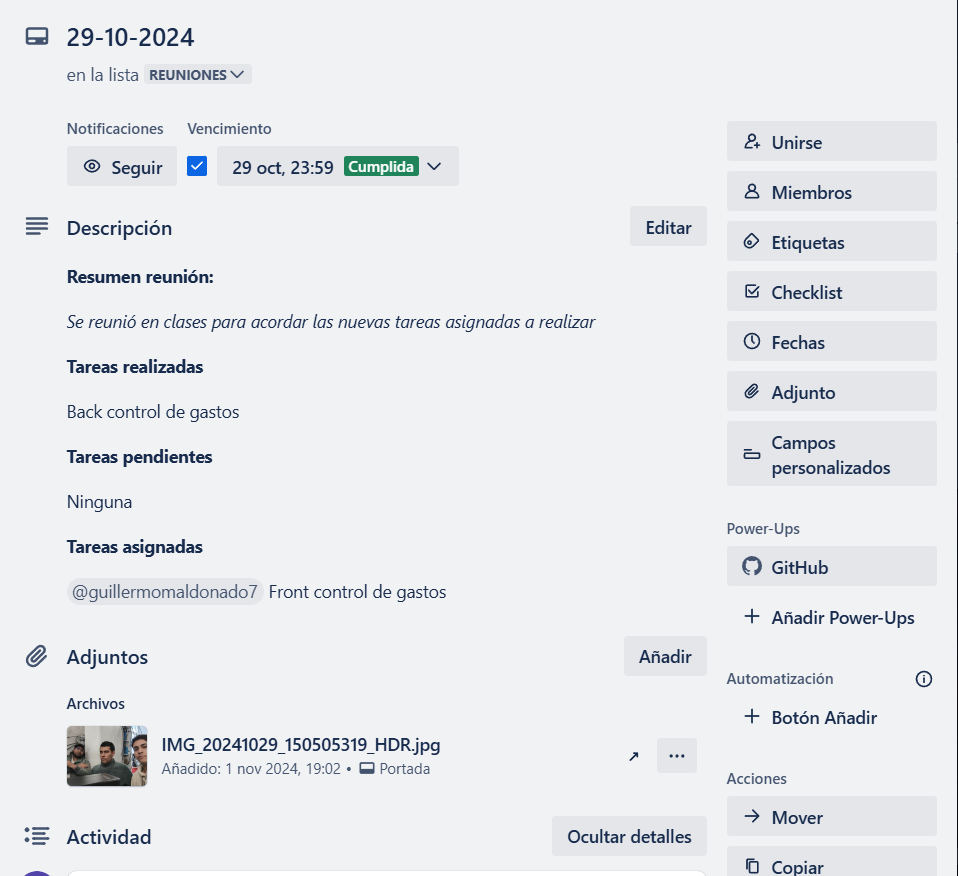 29-10-2024
en la lista REUNIONES
Notificaciones
Vencimiento
Seguir
29 oct, 23:59 Cumplida
Descripción
Editar
Resumen reunión:
Se reunió en clases para acordar las nuevas tareas asignadas a realizar
Tareas realizadas
Back control de gastos
Tareas pendientes
Ninguna
Tareas asignadas
@guillermomaldonado7 Front control de gastos
Adjuntos
Añadir
Archivos
IMG_20241029_150505319_HDR.jpg
Añadido: 1 nov 2024, 19:02 • Portada
Actividad
Ocultar detalles
Unirse
Miembros
Etiquetas
Checklist
Fechas
Adjunto
Campos
personalizados
Power-Ups
GitHub
Añadir Power-Ups
Automatización
Botón Añadir
Acciones
Mover
Copiar